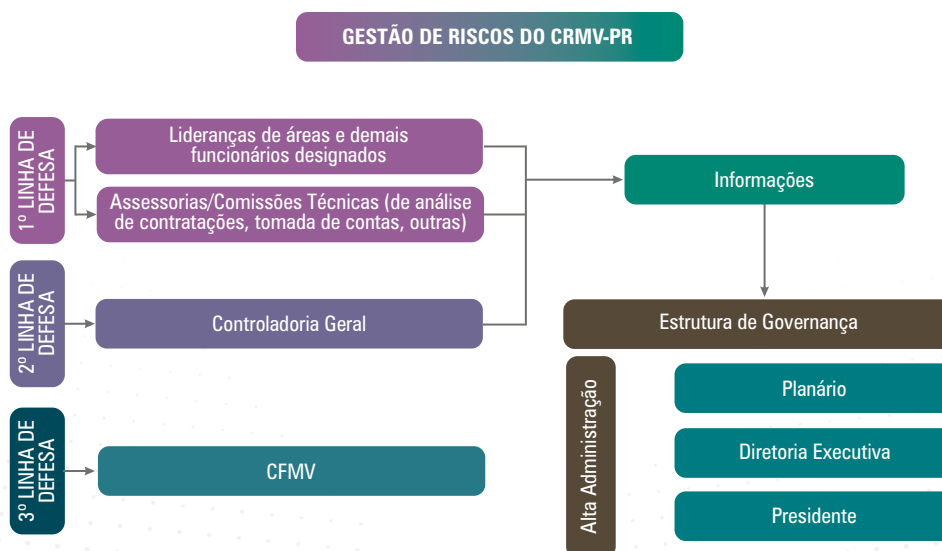 GESTÃO DE RISCOS DO CRMV-PR
1º LINHA DE
DEFESA
Lideranças de áreas e demais
funcionários designados
Assessorias/Comissões Técnicas (de análise
de contratações, tomada de contas, outras)
Informações
2º LINHA DE
DEFESA
Controladoria Geral
Estrutura de Governança
Alta Administração
Planário
Diretoria Executiva
Presidente
3º LINHA DE
DEFESA
CFMV